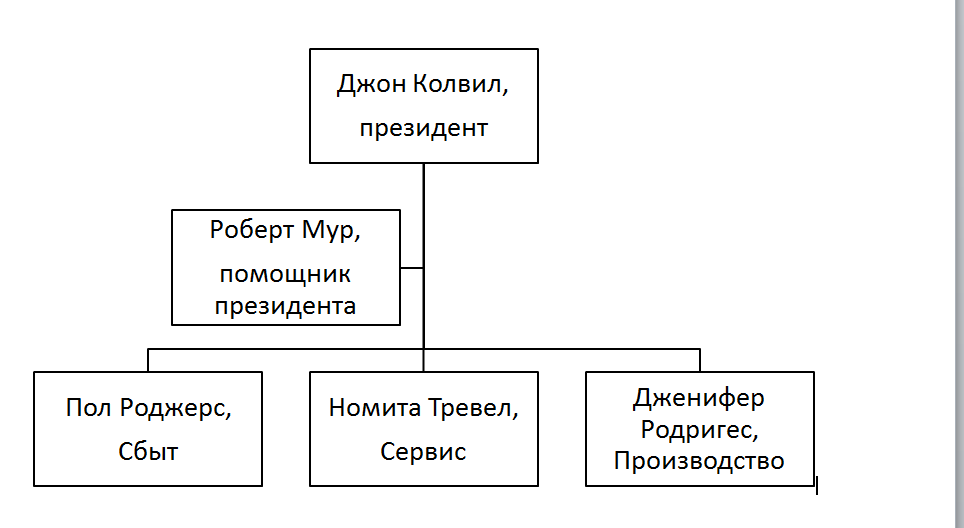 Джон Колвил,
президент
Роберт Мур,
помощник
президента
Пол Роджерс,
Сбыт
Номита Тревел,
Сервис
Дженифер
Родригес,
Производство